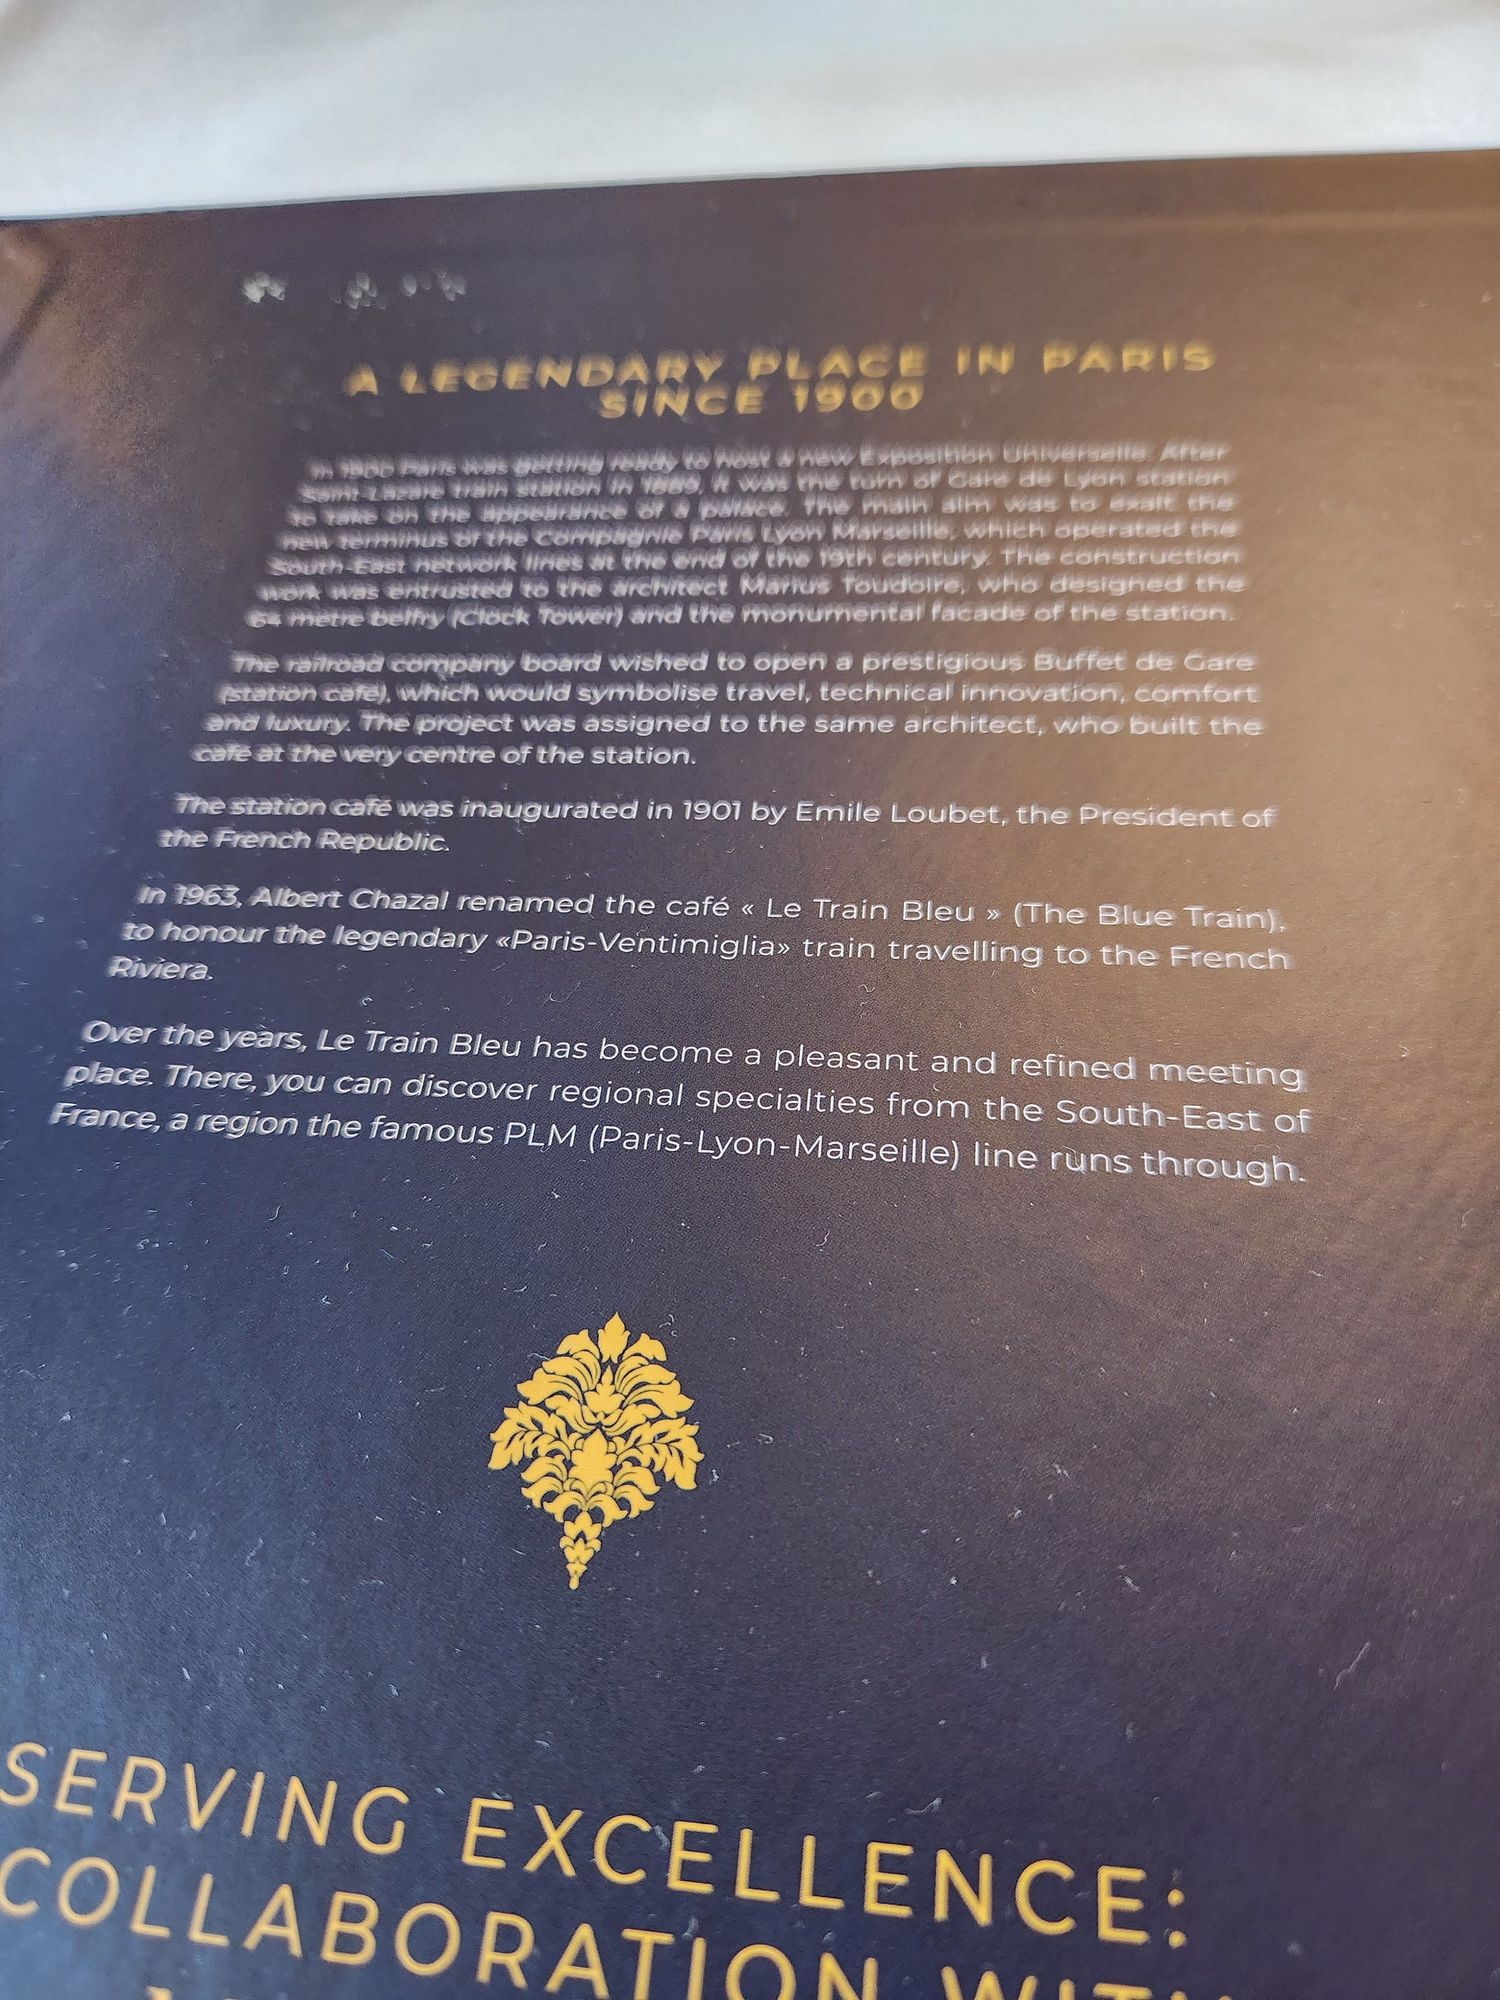 A LEGENDARY PLACE IN PARIS
SINCE 1900
In Paris was getting ready to host a new Exposition Universelle. After
Saint-Lazare train station in 1889, it was the turn of Gare de Lyon station
to take on the appearance of a palace. The main aim was to exalt the
new terminus of the Compagnie Paris Lyon Marseille, which operated the
South-East network lines at the end of the 19th century. The construction
work was entrusted to the architect Marius Toudoire, who designed the
64 metre belfry (Clock Tower) and the monumental facade of the station.
The railroad company board wished to open a prestigious Buffet de Gare
(station café), which would symbolise travel, technical innovation, comfort
and luxury. The project was assigned to the same architect, who built the
café at the very centre of the station.
The station café was inaugurated in 1901 by Emile Loubet, the President of
the French Republic.
In 1963, Albert Chazal renamed the café « Le Train Bleu » (The Blue Train),
to honour the legendary «Paris-Ventimiglia» train travelling to the French
Riviera.
Over the years, Le Train Bleu has become a pleasant and refined meeting
place. There, you can discover regional specialties from the South-East of
France, a region the famous PLM (Paris-Lyon-Marseille) line runs through.
SERVING EXCELLENCE:
COLLABORATION WITH